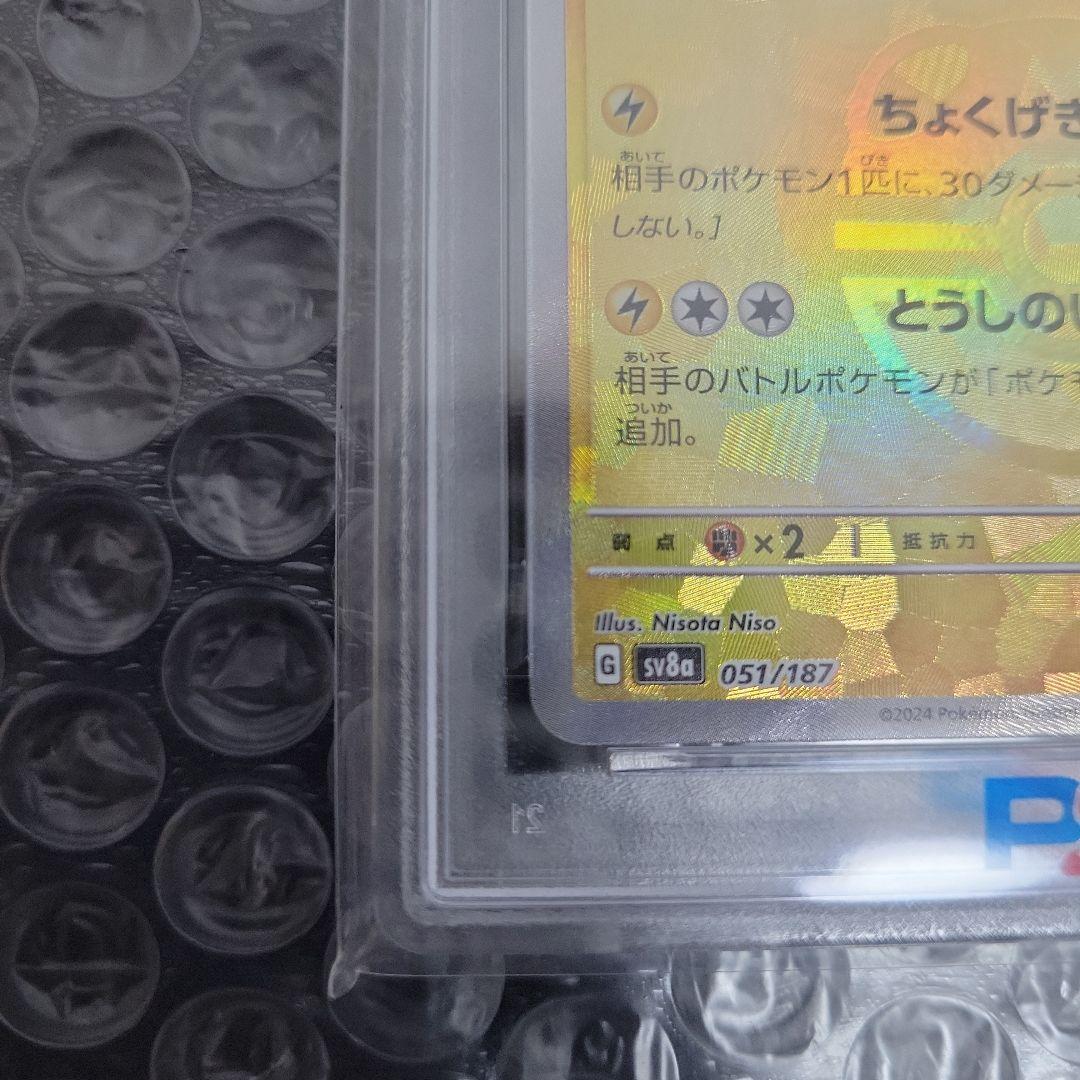 ちょくげき
あいて
びき
相手のポケモン1匹に、30ダメー
しない。]
とうしの
あいて
相手のバトルポケモンが「ポケモ
ついか
追加。
弱点 ×2 抵抗力
Illus. Nisota Niso
G sv8a 051/187
©2024 Pokémon
21
P